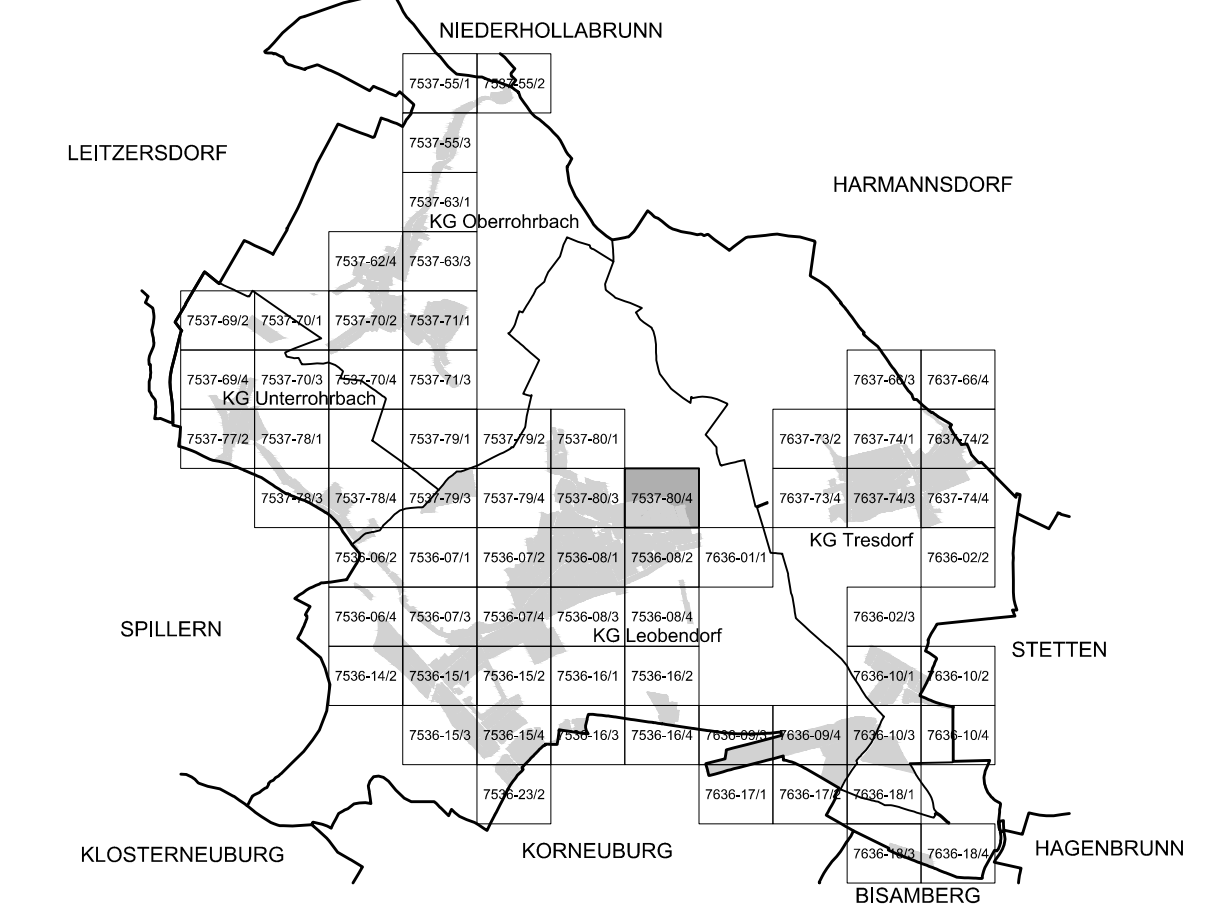 NIEDERHOLLABRUNN
7537-55/1 7537-55/2
7537-55/3
LEITZERSDORF
HARMANNSDORF
7537-63/1
KG Oberrohrbach
7537-62/4 7537-63/3
7537-69/2 7537-70/1 7537-70/2 7537-71/1
7537-69/4 7537-70/3 7537-70/4 7537-71/3 7637-66/3 7637-66/4
KG Unterrohrbach
7537-77/2 7537-78/1 7537-79/1 7537-79/2 7537-80/1 7637-73/2 7637-74/1 7637-74/2
7537-78/3 7537-78/4 7537-79/3 7537-79/4 7537-80/3 7537-80/4 7637-73/4 7637-74/3 7637-74/4
KG Tresdorf
7536-06/2 7536-07/1 7536-07/2 7536-08/1 7536-08/2 7636-01/1 7636-02/2
7536-06/4 7536-07/3 7536-07/4 7536-08/3 7536-08/4 7636-02/3
SPILLERN
KG Leobendorf
STETTEN
7536-14/2 7536-15/1 7536-15/2 7536-16/1 7536-16/2 7636-10/1 7636-10/2
7536-15/3 7536-15/4 7536-16/3 7536-16/4 7636-09/3 7636-09/4 7636-10/3 7636-10/4
7536-23/2 7636-17/1 7636-17/2 7636-18/1
KLOSTERNEUBURG
KORNEUBURG
7636-18/3 7636-18/4
HAGENBRUNN
BISAMBERG